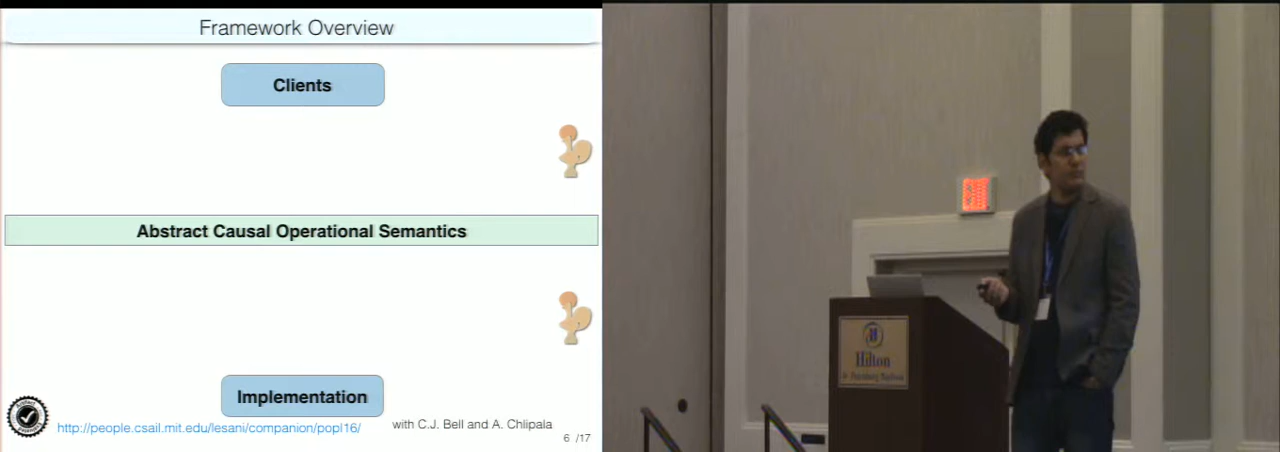 Framework Overview
Clients
Abstract Causal Operational Semantics
Implementation
http://people.csail.mit.edu/lesani/companion/popl16/
with C.J. Bell and A. Chlipala
6 /17
Hilton